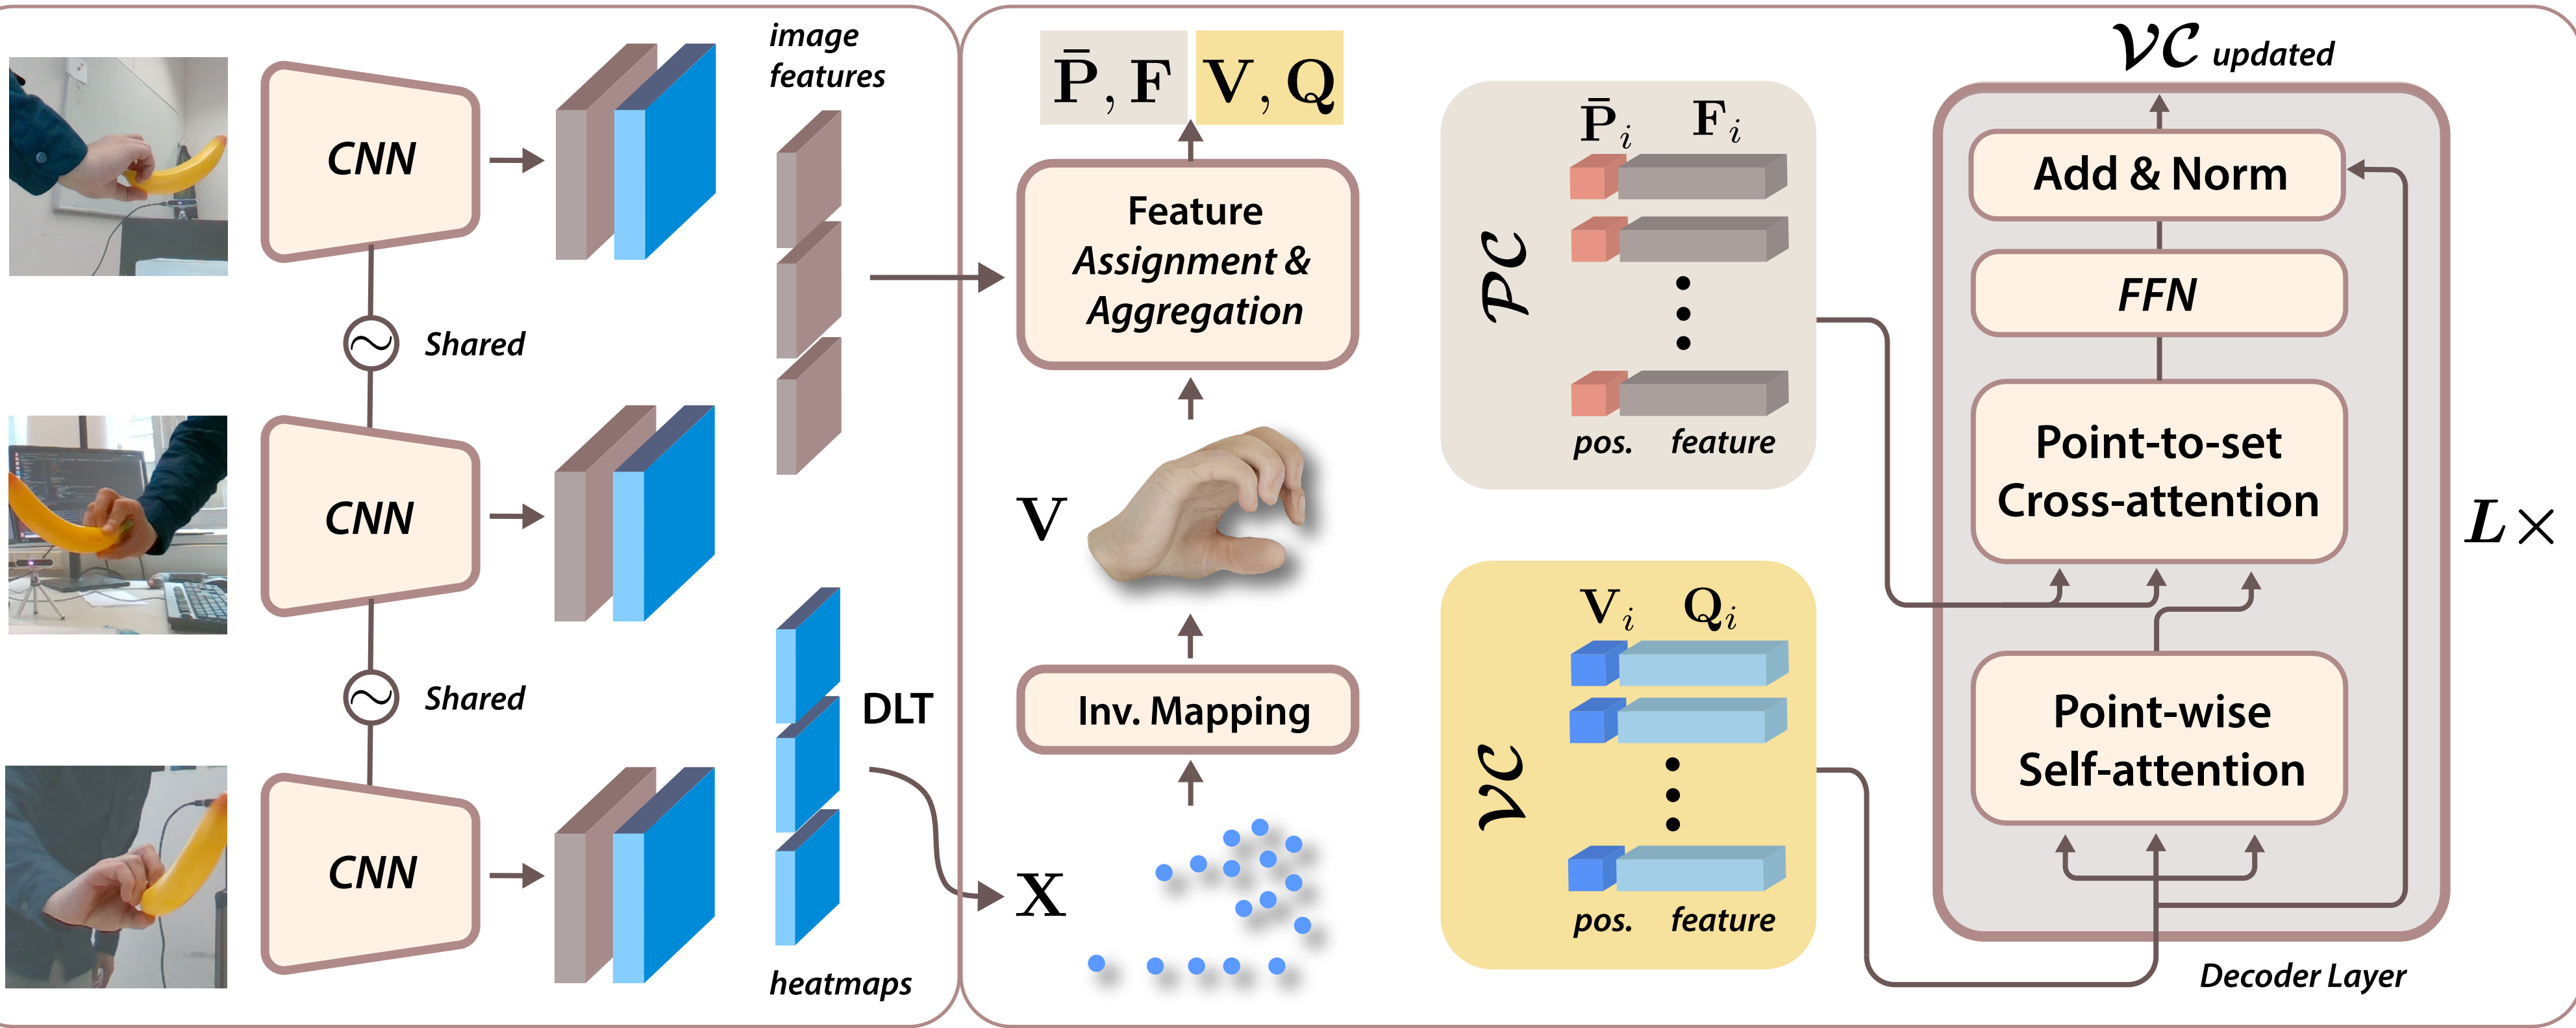 CNN
Shared
CNN
Shared
CNN
image
features
DLT
heatmaps
P̄, F V, Q
Feature
Assignment &
Aggregation
V
Inv. Mapping
X
PC
P̄i Fi
pos. feature
VC
Vi Qi
pos. feature
VC updated
Add & Norm
FFN
Point-to-set
Cross-attention
Point-wise
Self-attention
L×
Decoder Layer